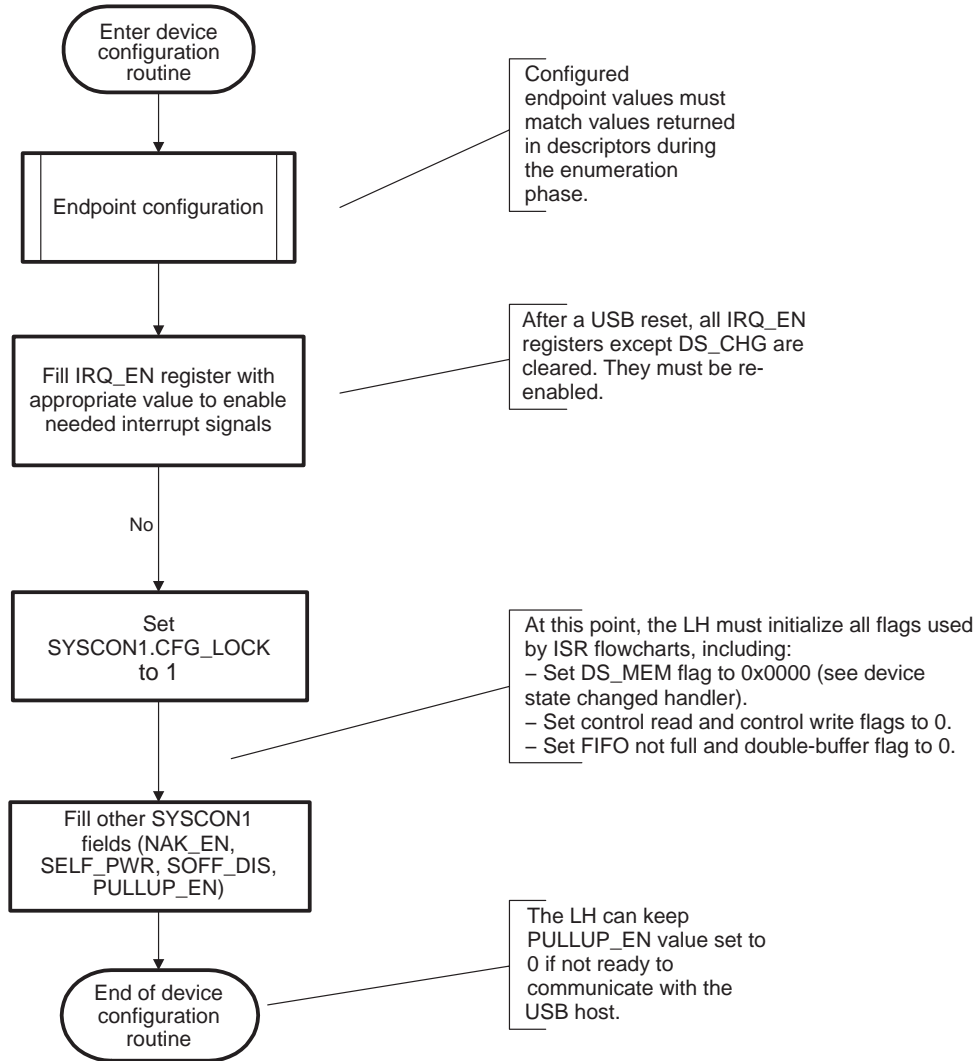 Enter device
configuration
routine
Configured
endpoint values must
match values returned
in descriptors during
the enumeration
phase.
Endpoint configuration
After a USB reset, all IRQ_EN
registers except DS_CHG are
cleared. They must be re-
enabled.
Fill IRQ_EN register with
appropriate value to enable
needed interrupt signals
No
Set
SYSCON1.CFG_LOCK
to 1
At this point, the LH must initialize all flags used
by ISR flowcharts, including:
– Set DS_MEM flag to 0x0000 (see device
state changed handler).
– Set control read and control write flags to 0.
– Set FIFO not full and double-buffer flag to 0.
Fill other SYSCON1
fields (NAK_EN,
SELF_PWR, SOFF_DIS,
PULLUP_EN)
The LH can keep
PULLUP_EN value set to
0 if not ready to
communicate with the
USB host.
End of device
configuration
routine